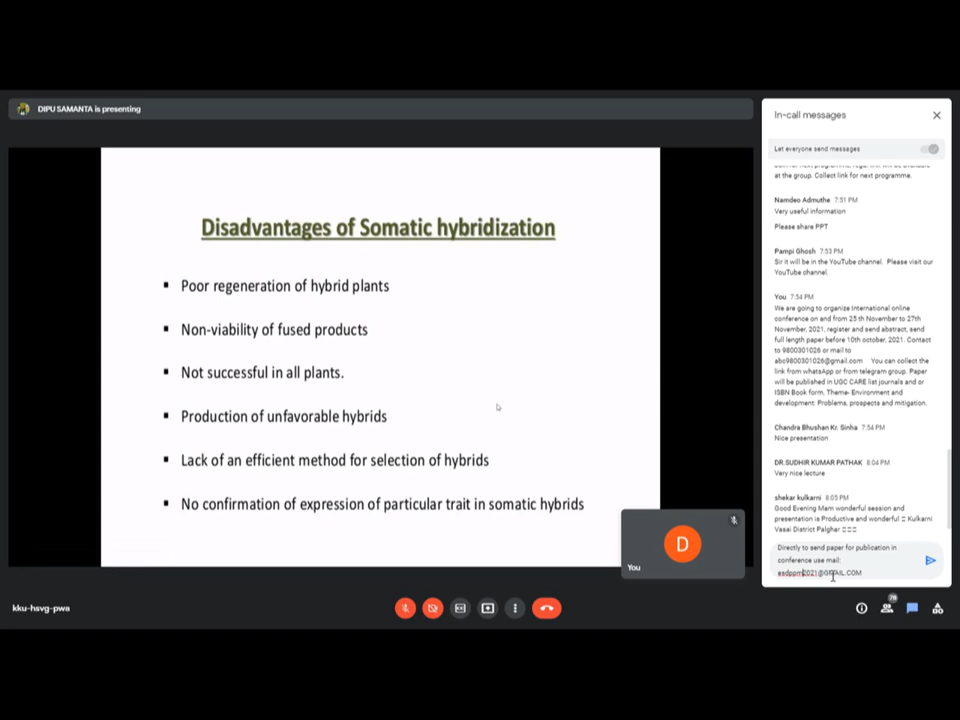 DIPU SAMANTA is presenting
Disadvantages of Somatic hybridization
▪ Poor regeneration of hybrid plants
▪ Non-viability of fused products
▪ Not successful in all plants.
▪ Production of unfavorable hybrids
▪ Lack of an efficient method for selection of hybrids
▪ No confirmation of expression of particular trait in somatic hybrids
D
You
kku-hsvg-pwa
In-call messages
Let everyone send messages
at the group. Collect link for next programme.
Namdeo Admuthe 7:51 PM
Very useful information
Please share PPT
Pampi Ghosh 7:53 PM
Sir it will be in the YouTube channel. Please visit our
YouTube channel.
You 7:54 PM
We are going to organize International online
conference on and from 25 th November to 27th
November, 2021, register and send abstract, send
full length paper before 10th october, 2021. Contact
to 9800301026 or mail to
abc9800301026@gmail.com You can collect the
link from whatsApp or from telegram group. Paper
will be published in UGC CARE list journals and or
ISBN Book form. Theme- Environment and
development: Problems, prospects and mitigation.
Chandra Bhushan Kr. Sinha 7:54 PM
Nice presentation
DR.SUDHIR KUMAR PATHAK 8:04 PM
Very nice lecture
shekar kulkarni 8:05 PM
Good Evening Mam wonderful session and
presentation is Productive and wonderful Kulkarni
Vasai District Palghar
Directly to send paper for publication in
conference use mail:
esdppm2021@GMAIL.COM
78